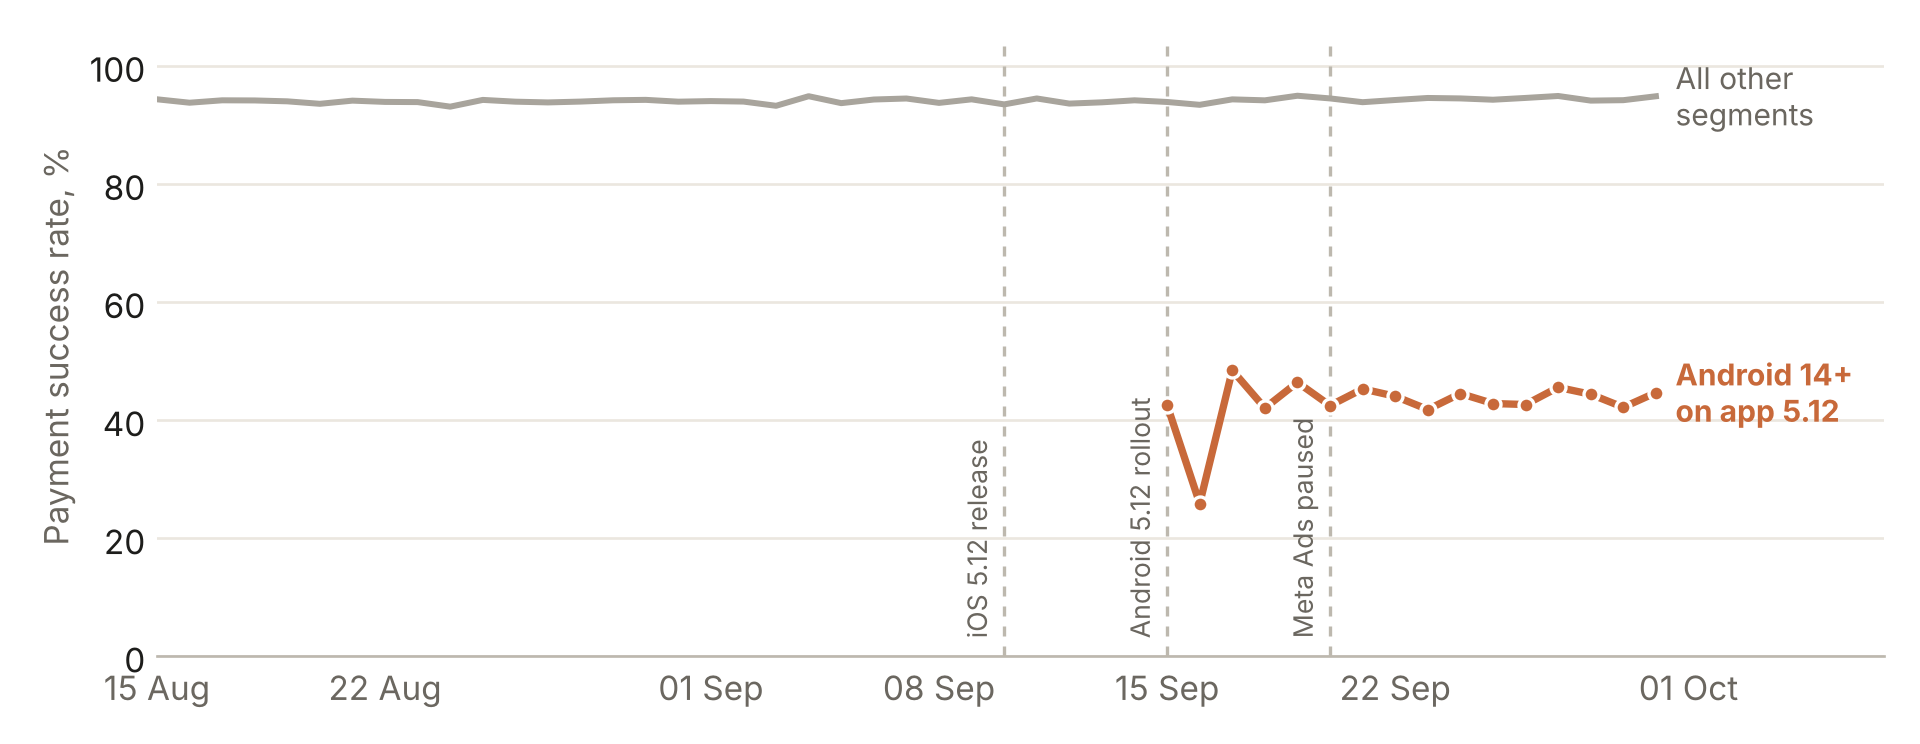 Payment success rate, %
100
80
60
40
20
0
15 Aug
22 Aug
01 Sep
08 Sep
15 Sep
22 Sep
01 Oct
iOS 5.12 release
Android 5.12 rollout
Meta Ads paused
All other
segments
Android 14+
on app 5.12